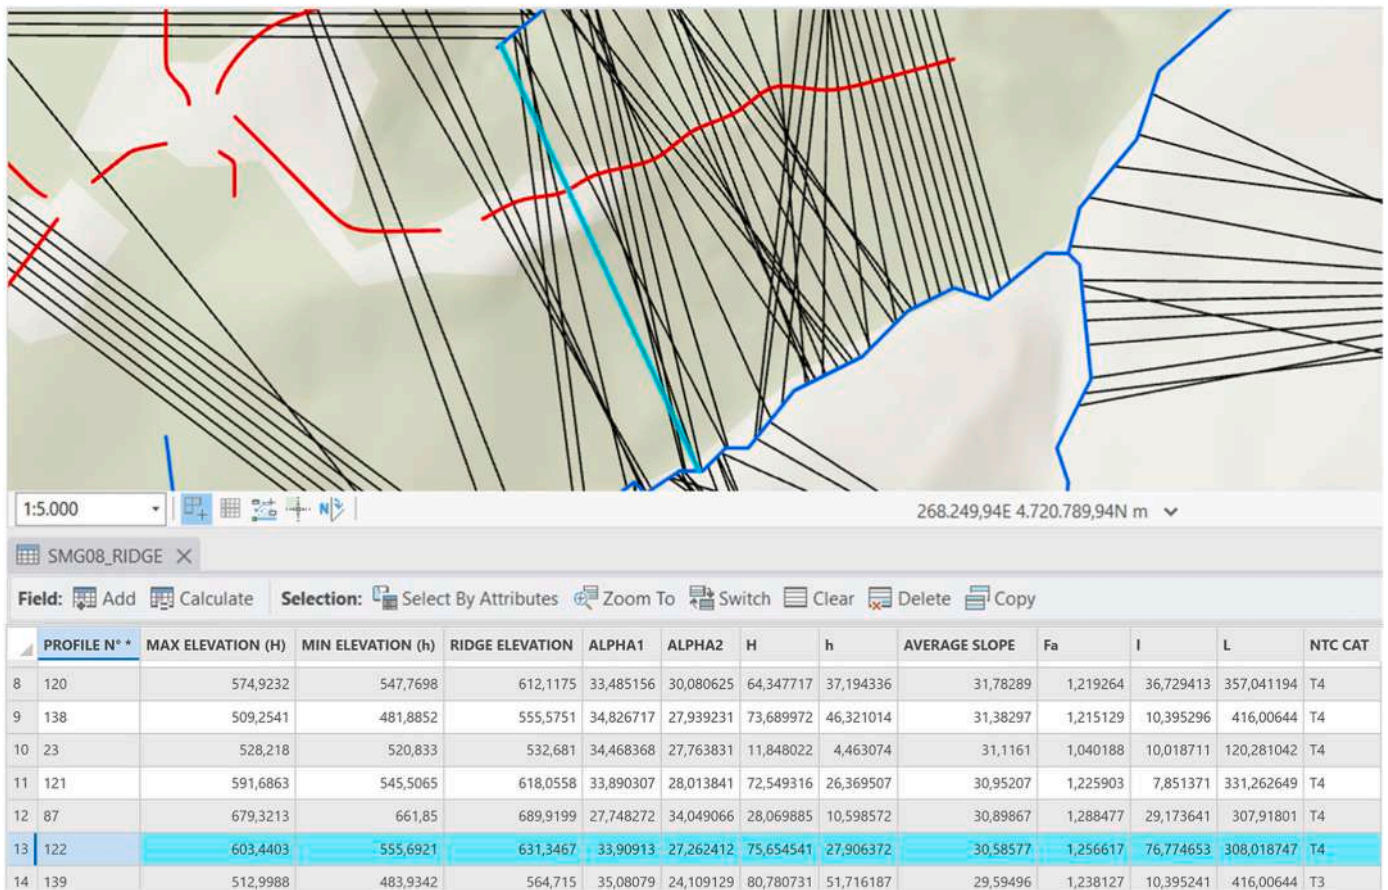 1:5.000
268.249,94E 4.720.789,94N m
SMG08_RIDGE
Field: Add Calculate Selection: Select By Attributes Zoom To Switch Clear Delete Copy
PROFILE N° * MAX ELEVATION (H) MIN ELEVATION (h) RIDGE ELEVATION ALPHA1 ALPHA2 H h AVERAGE SLOPE Fa l L NTC CAT
8 120 574,9232 547,7698 612,1175 33,485156 30,080625 64,347717 37,194336 31,78289 1,219264 36,729413 357,041194 T4
9 138 509,2541 481,8852 555,5751 34,826717 27,939231 73,689972 46,321014 31,38297 1,215129 10,395296 416,00644 T4
10 23 528,218 520,833 532,681 34,468368 27,763831 11,848022 4,463074 31,1161 1,040188 10,018711 120,281042 T4
11 121 591,6863 545,5065 618,0558 33,890307 28,013841 72,549316 26,369507 30,95207 1,225903 7,851371 331,262649 T4
12 87 679,3213 661,85 689,9199 27,748272 34,049066 28,069885 10,598572 30,89867 1,288477 29,173641 307,91801 T4
13 122 603,4403 555,6921 631,3467 33,90913 27,262412 75,654541 27,906372 30,58577 1,256617 76,774653 308,018747 T4
14 139 512,9988 483,9342 564,715 35,08079 24,109129 80,780731 51,716187 29,59496 1,238127 10,395241 416,00644 T3